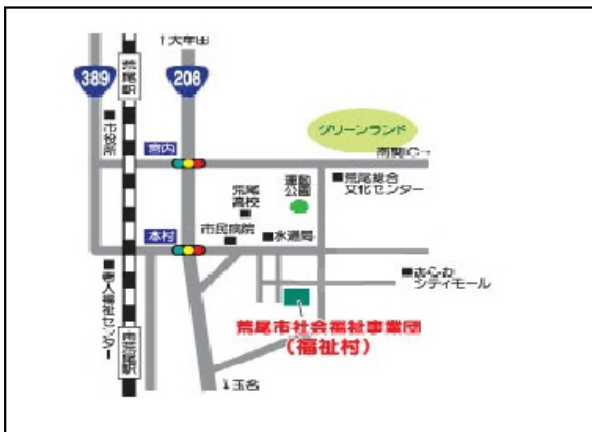 ↑大牟田
389
208
荒尾駅
グリーンランド
■市役所
宮内
南関IC→
運動公園
■荒尾総合
文化センター
荒尾
高校
市民病院
■水道局
本村
■あらお
シティモール
■老人福祉センター
荒尾市社会福祉事業団
(福祉村)
南荒尾駅
↓玉名